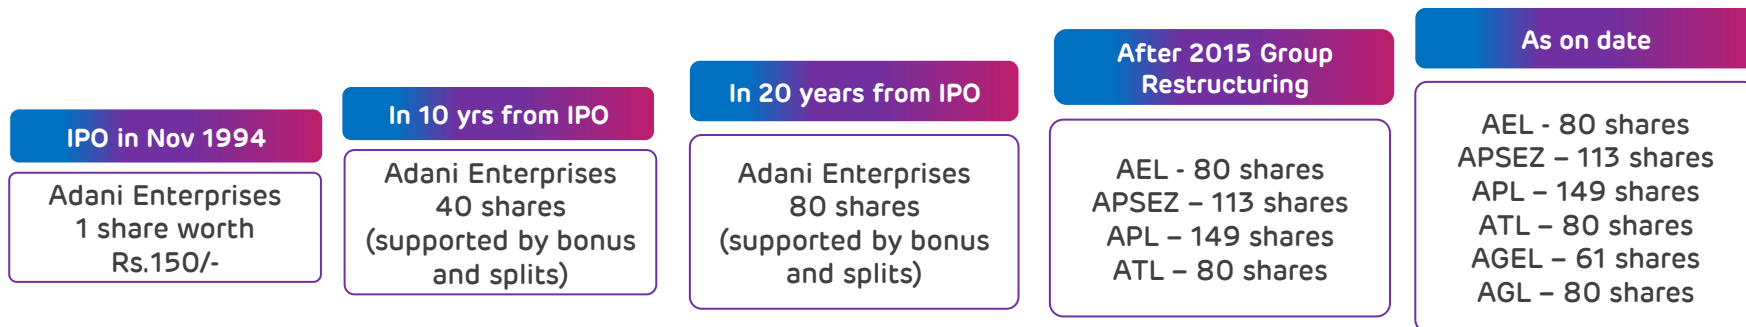 IPO in Nov 1994
Adani Enterprises
1 share worth
Rs.150/-
In 10 yrs from IPO
Adani Enterprises
40 shares
(supported by bonus
and splits)
In 20 years from IPO
Adani Enterprises
80 shares
(supported by bonus
and splits)
After 2015 Group
Restructuring
AEL - 80 shares
APSEZ – 113 shares
APL – 149 shares
ATL – 80 shares
As on date
AEL - 80 shares
APSEZ – 113 shares
APL – 149 shares
ATL – 80 shares
AGEL – 61 shares
AGL – 80 shares